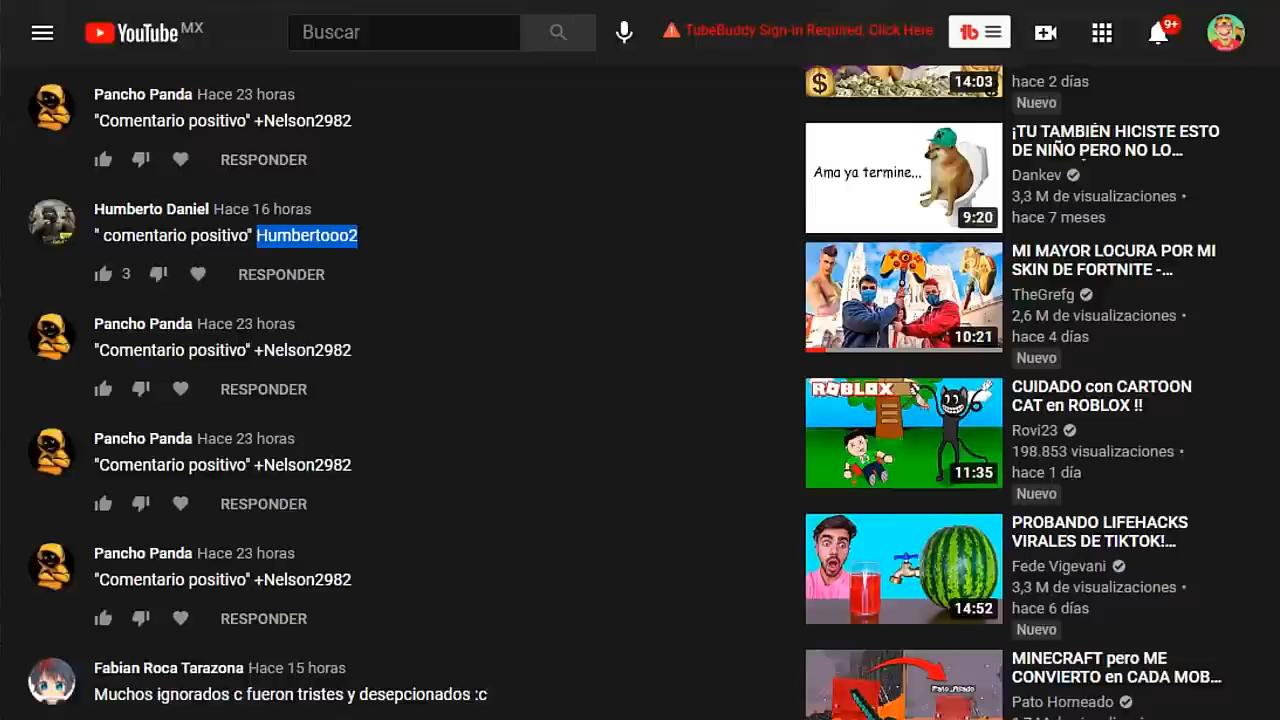 YouTube MX
Buscar
TubeBuddy Sign-in Required, Click Here
tb
9+
Pancho Panda Hace 23 horas
"Comentario positivo" +Nelson2982
RESPONDER
Humberto Daniel Hace 16 horas
" comentario positivo" Humbertooo2
3
RESPONDER
Pancho Panda Hace 23 horas
"Comentario positivo" +Nelson2982
RESPONDER
Pancho Panda Hace 23 horas
"Comentario positivo" +Nelson2982
RESPONDER
Pancho Panda Hace 23 horas
"Comentario positivo" +Nelson2982
RESPONDER
Fabian Roca Tarazona Hace 15 horas
Muchos ignorados c fueron tristes y desepcionados :c
$
14:03
hace 2 días
Nuevo
Ama ya termine...
9:20
¡TU TAMBIÉN HICISTE ESTO
DE NIÑO PERO NO LO...
Dankev
3,3 M de visualizaciones •
hace 7 meses
10:21
MI MAYOR LOCURA POR MI
SKIN DE FORTNITE -...
TheGrefg
2,6 M de visualizaciones •
hace 4 días
Nuevo
ROBLOX
11:35
CUIDADO con CARTOON
CAT en ROBLOX !!
Rovi23
198.853 visualizaciones •
hace 1 día
Nuevo
14:52
PROBANDO LIFEHACKS
VIRALES DE TIKTOK!...
Fede Vigevani
3,3 M de visualizaciones •
hace 6 días
Nuevo
MINECRAFT pero ME
CONVIERTO en CADA MOB...
Pato Horneado